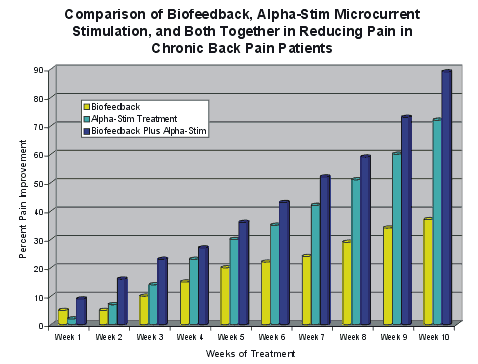 Comparison of Biofeedback, Alpha-Stim Microcurrent
Stimulation, and Both Together in Reducing Pain in
Chronic Back Pain Patients
90
80
70
60
50
40
30
20
10
0
Percent Pain Improvement
Biofeedback
Alpha-Stim Treatment
Biofeedback Plus Alpha-Stim
Week 1 Week 2 Week 3 Week 4 Week 5 Week 6 Week 7 Week 8 Week 9 Week 10
Weeks of Treatment